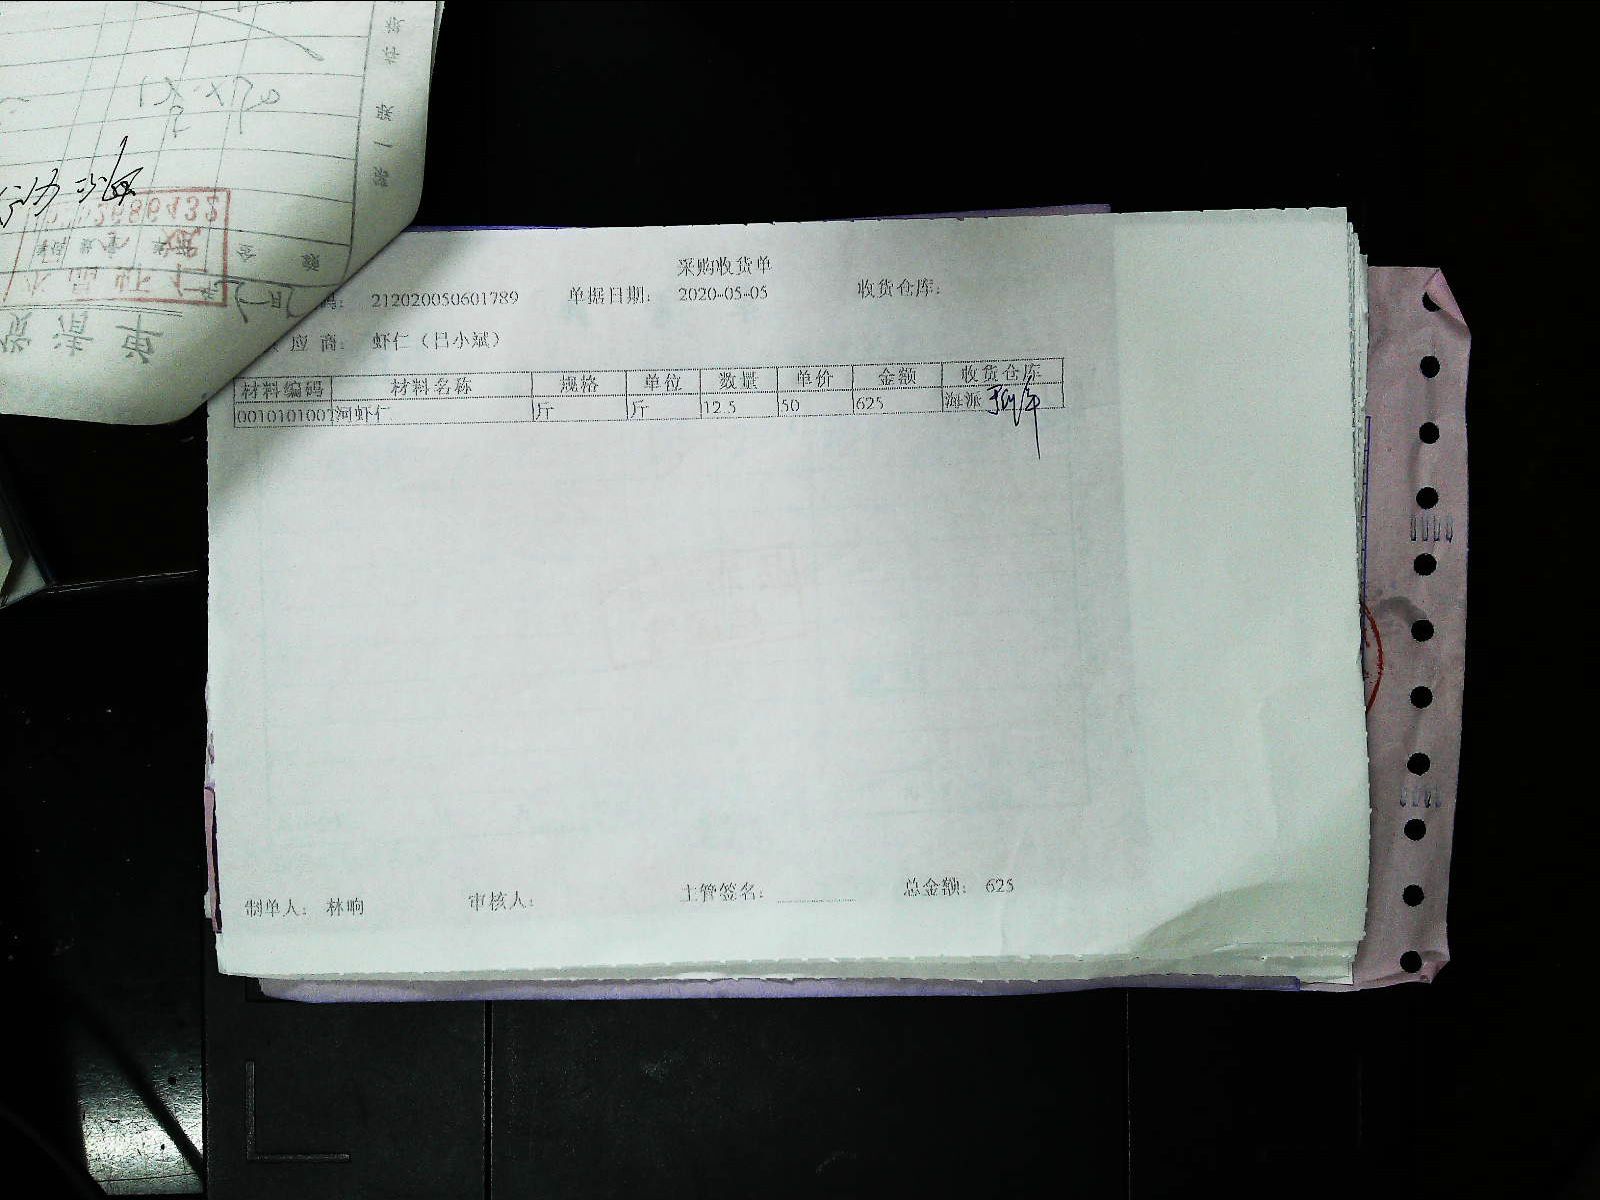 采购收货单
码: 212020050601789 单据日期: 2020-05-05 收货仓库:
应商: 虾仁（吕小斌）
材料编码 材料名称 规格 单位 数量 单价 金额 收货仓库
0010101001 河虾仁 斤 斤 12.5 50 625 海派
制单人: 林响 审核人: 主管签名: 总金额: 625